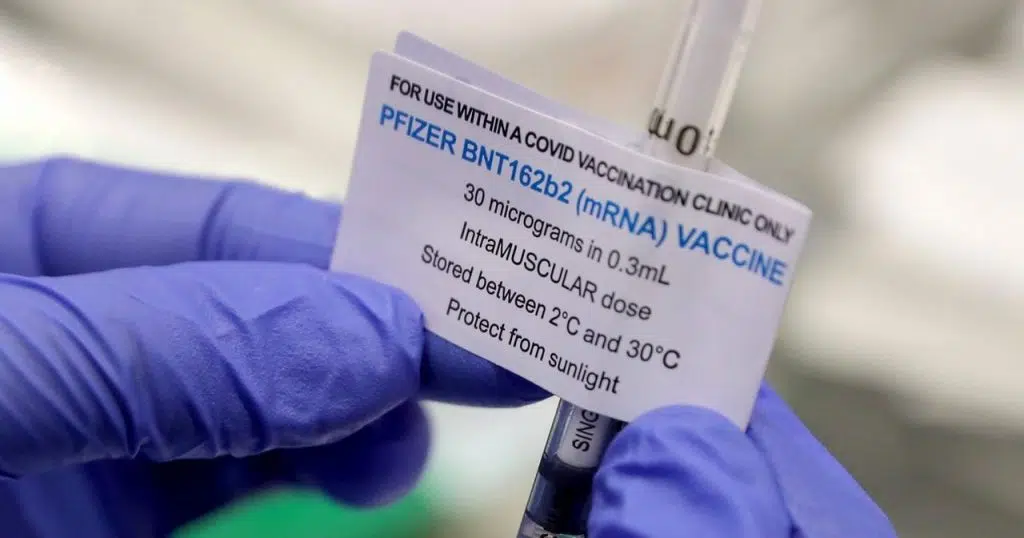 FOR USE WITHIN A COVID VACCINATION CLINIC ONLY
PFIZER BNT162b2 (mRNA) VACCINE
30 micrograms in 0.3mL
IntraMUSCULAR dose
Stored between 2°C and 30°C
Protect from sunlight